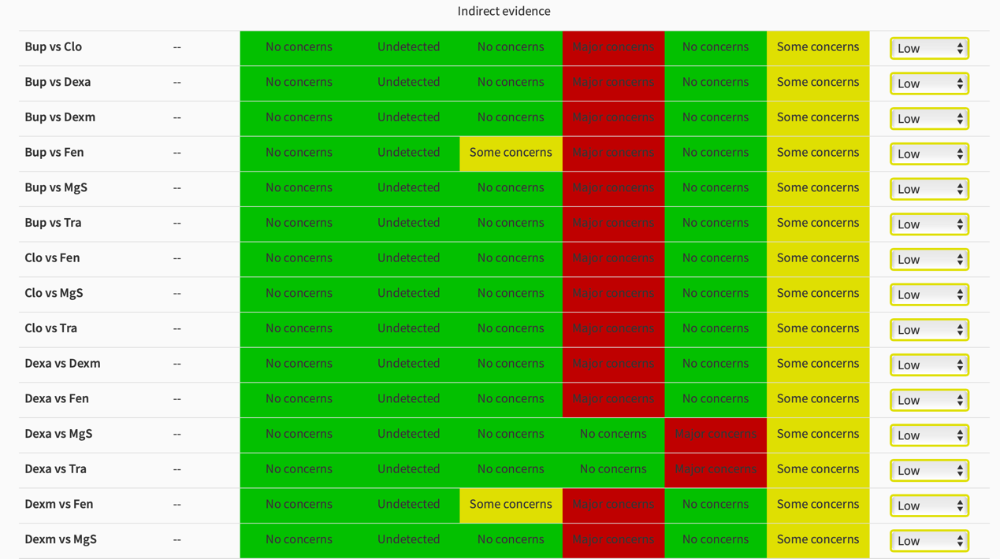 Indirect evidence
Bup vs Clo -- No concerns Undetected No concerns Major concerns No concerns Some concerns Low
Bup vs Dexa -- No concerns Undetected No concerns Major concerns No concerns Some concerns Low
Bup vs Dexm -- No concerns Undetected No concerns Major concerns No concerns Some concerns Low
Bup vs Fen -- No concerns Undetected Some concerns Major concerns No concerns Some concerns Low
Bup vs MgS -- No concerns Undetected No concerns Major concerns No concerns Some concerns Low
Bup vs Tra -- No concerns Undetected No concerns Major concerns No concerns Some concerns Low
Clo vs Fen -- No concerns Undetected No concerns Major concerns No concerns Some concerns Low
Clo vs MgS -- No concerns Undetected No concerns Major concerns No concerns Some concerns Low
Clo vs Tra -- No concerns Undetected No concerns Major concerns No concerns Some concerns Low
Dexa vs Dexm -- No concerns Undetected No concerns Major concerns No concerns Some concerns Low
Dexa vs Fen -- No concerns Undetected No concerns Major concerns No concerns Some concerns Low
Dexa vs MgS -- No concerns Undetected No concerns No concerns Major concerns Some concerns Low
Dexa vs Tra -- No concerns Undetected No concerns No concerns Major concerns Some concerns Low
Dexm vs Fen -- No concerns Undetected Some concerns Major concerns No concerns Some concerns Low
Dexm vs MgS -- No concerns Undetected No concerns Major concerns No concerns Some concerns Low